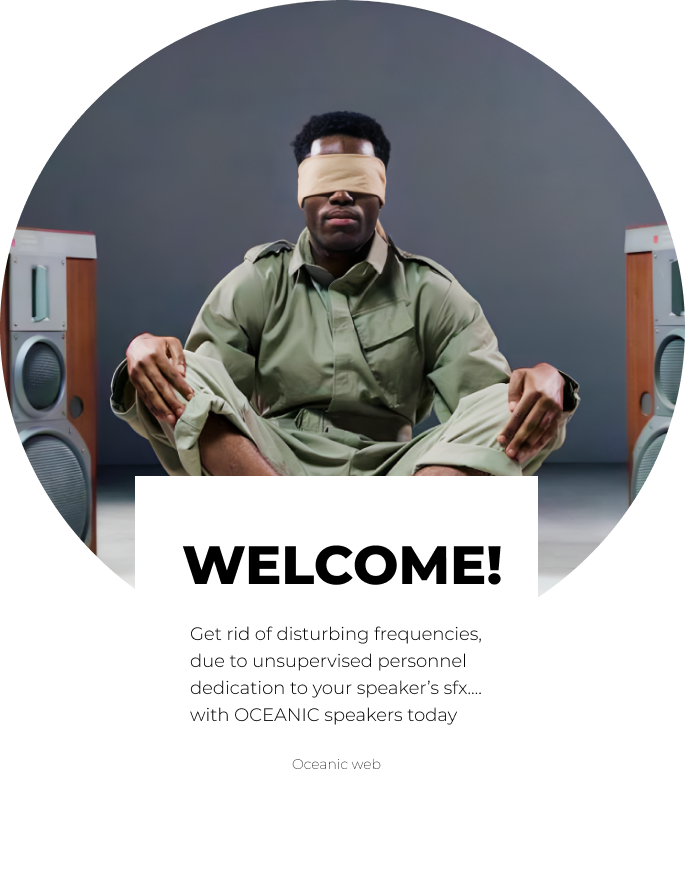 WELCOME!
Get rid of disturbing frequencies,
due to unsupervised personnel
dedication to your speaker’s sfx....
with OCEANIC speakers today
Oceanic web